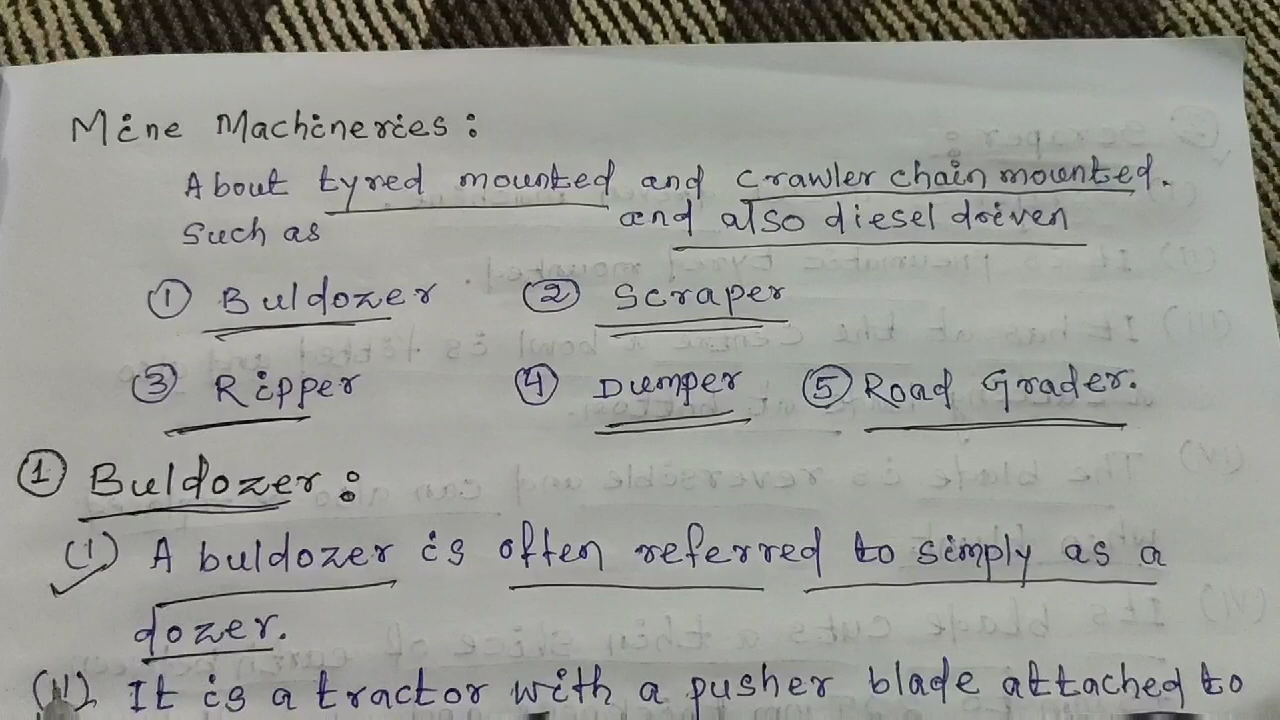 Mine Machineries :
About tyred mounted and crawler chain mounted.
Such as and also diesel driven
① Buldozer ② Scraper
③ Ripper ④ Dumper ⑤ Road Grader.
① Buldozer :
(I) A buldozer is often referred to simply as a
dozer.
(II) It is a tractor with a pusher blade attached to